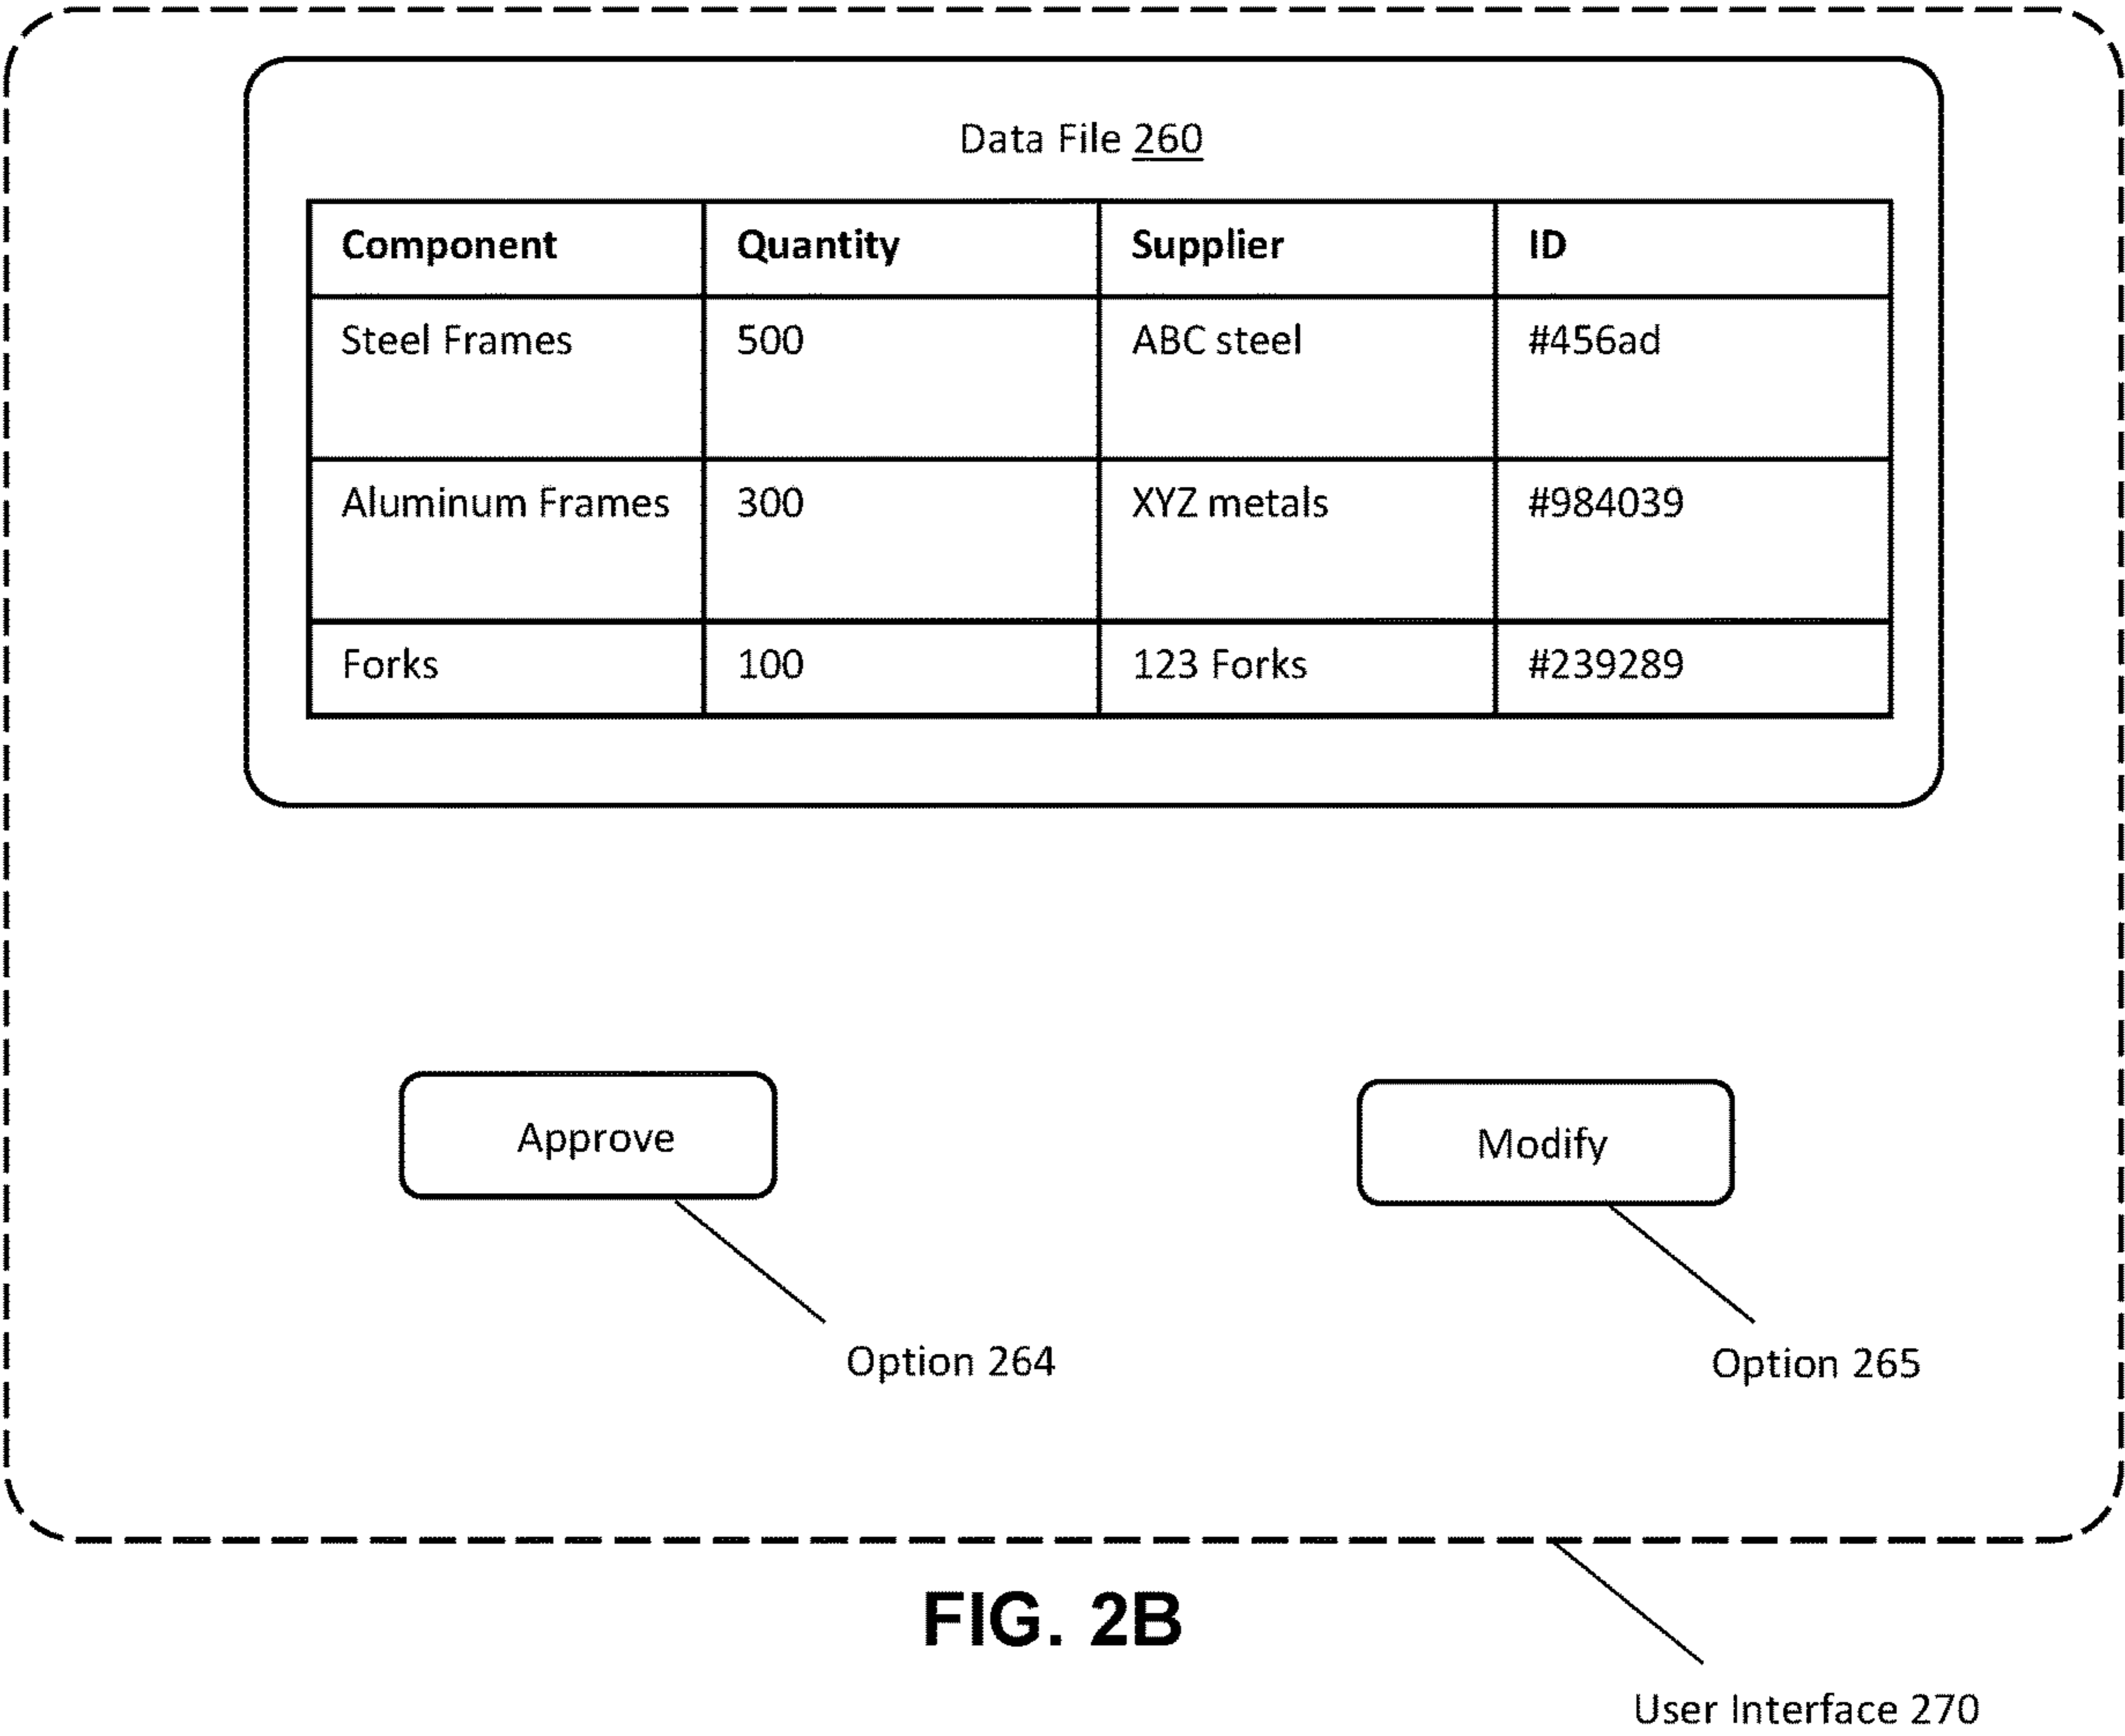 Data File 260
Component Quantity Supplier ID
Steel Frames 500 ABC steel #456ad
Aluminum Frames 300 XYZ metals #984039
Forks 100 123 Forks #239289
Approve Modify
Option 264 Option 265
FIG. 2B
User Interface 270